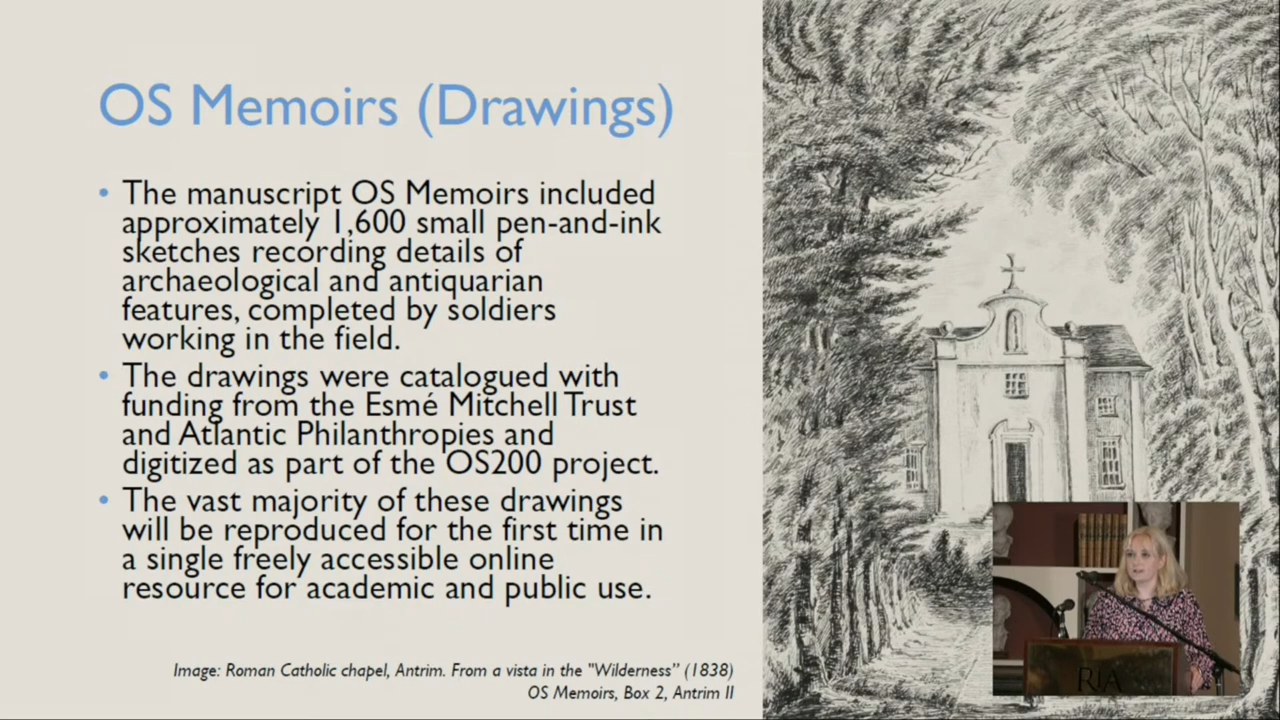 OS Memoirs (Drawings)
• The manuscript OS Memoirs included
approximately 1,600 small pen-and-ink
sketches recording details of
archaeological and antiquarian
features, completed by soldiers
working in the field.
• The drawings were catalogued with
funding from the Esmé Mitchell Trust
and Atlantic Philanthropies and
digitized as part of the OS200 project.
• The vast majority of these drawings
will be reproduced for the first time in
a single freely accessible online
resource for academic and public use.
Image: Roman Catholic chapel, Antrim. From a vista in the "Wilderness" (1838)
OS Memoirs, Box 2, Antrim II
RIA